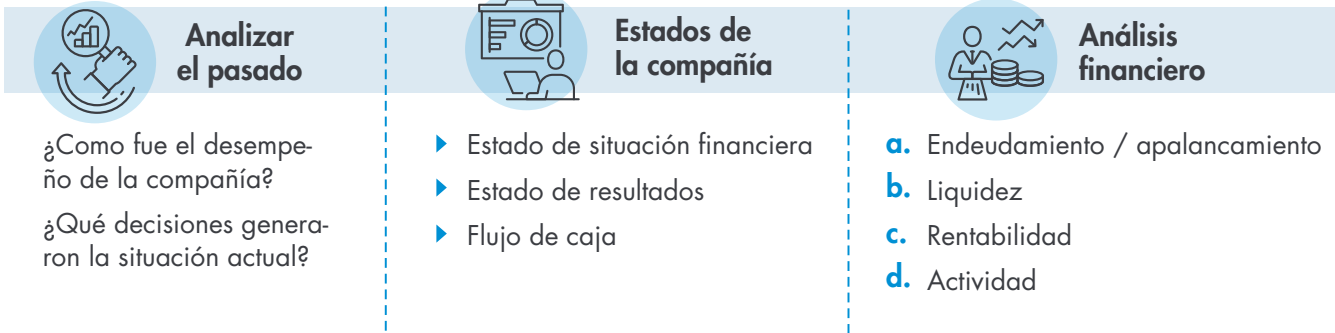 Analizar
el pasado
¿Como fue el desempe-
ño de la compañía?
¿Qué decisiones genera-
ron la situación actual?
Estados de
la compañía
Estado de situación financiera
Estado de resultados
Flujo de caja
Análisis
financiero
a. Endeudamiento / apalancamiento
b. Liquidez
c. Rentabilidad
d. Actividad